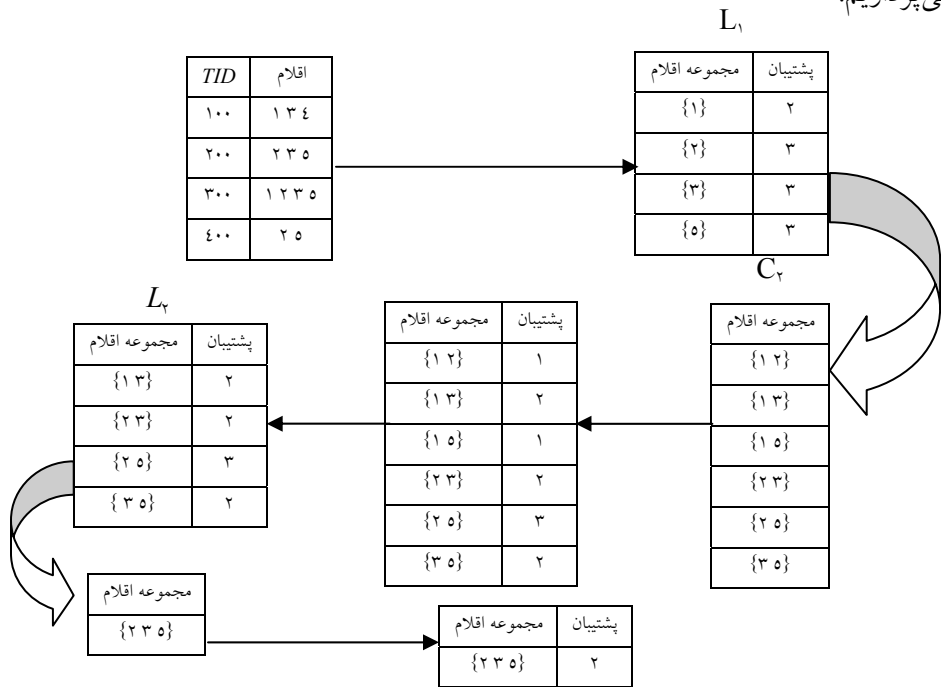 می‌پردازیم.
L۱
TID اقلام
۱۰۰ ۱ ۳ ٤
۲۰۰ ۲ ۳ ٥
۳۰۰ ۱ ۲ ۳ ٥
٤۰۰ ۲ ٥
مجموعه اقلام پشتیبان
{۱} ۲
{۲} ۳
{۳} ۳
{٥} ۳
C۲
مجموعه اقلام
{۱ ۲}
{۱ ۳}
{۱ ٥}
{۲ ۳}
{۲ ٥}
{۳ ٥}
مجموعه اقلام پشتیبان
{۱ ۲} ۱
{۱ ۳} ۲
{۱ ٥} ۱
{۲ ۳} ۲
{۲ ٥} ۳
{۳ ٥} ۲
L۲
مجموعه اقلام پشتیبان
{۱ ۳} ۲
{۲ ۳} ۲
{۲ ٥} ۳
{ ۳ ٥} ۲
مجموعه اقلام
{۲ ۳ ٥}
مجموعه اقلام پشتیبان
{۲ ۳ ٥} ۲